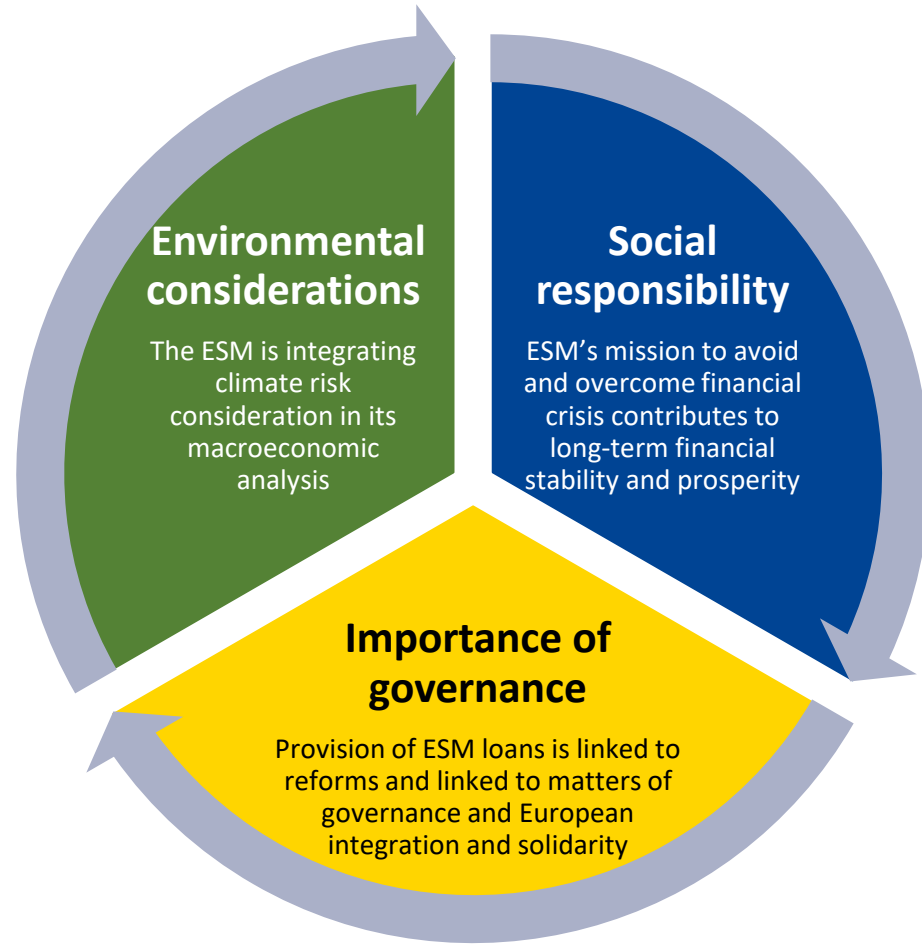 Environmental
considerations
The ESM is integrating
climate risk
consideration in its
macroeconomic
analysis
Social
responsibility
ESM’s mission to avoid
and overcome financial
crisis contributes to
long-term financial
stability and prosperity
Importance of
governance
Provision of ESM loans is linked to
reforms and linked to matters of
governance and European
integration and solidarity